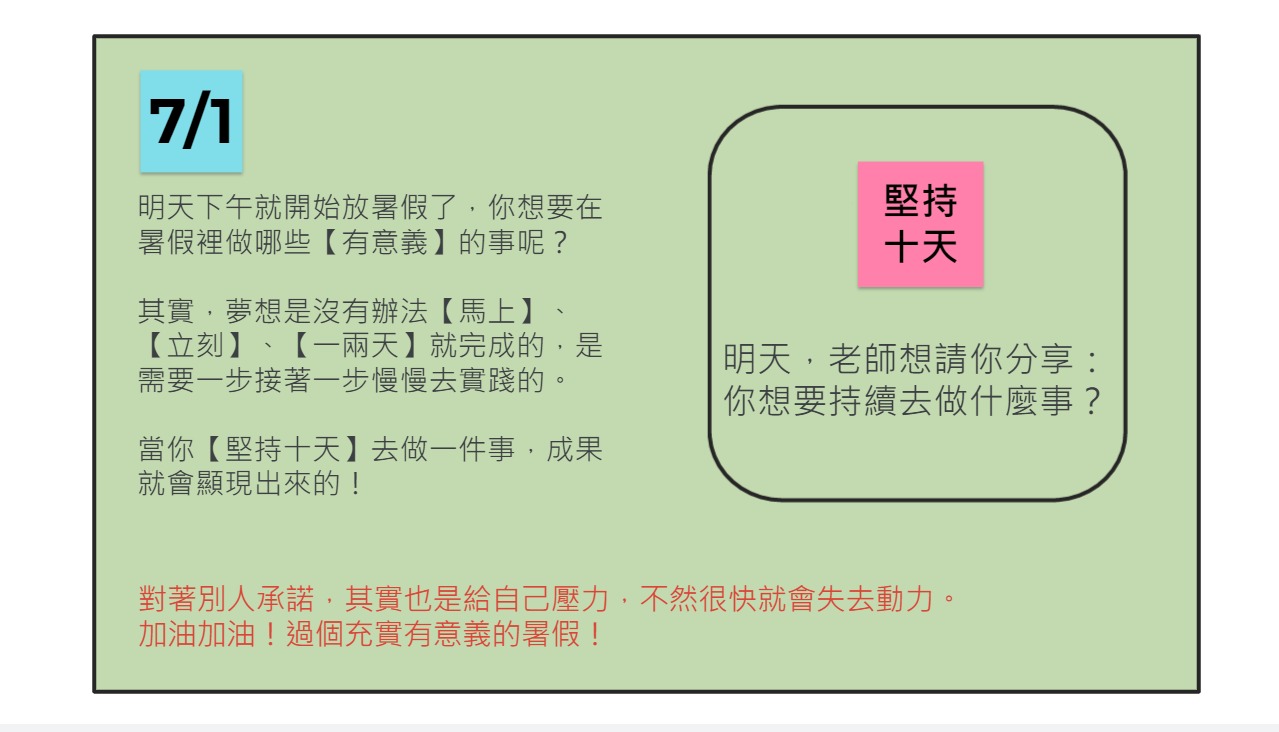 7/1
明天下午就開始放暑假了，你想要在
暑假裡做哪些【有意義】的事呢？
其實，夢想是沒有辦法【馬上】、
【立刻】、【一兩天】就完成的，是
需要一步接著一步慢慢去實踐的。
當你【堅持十天】去做一件事，成果
就會顯現出來的！
堅持
十天
明天，老師想請你分享：
你想要持續去做什麼事？
對著別人承諾，其實也是給自己壓力，不然很快就會失去動力。
加油加油！過個充實有意義的暑假！